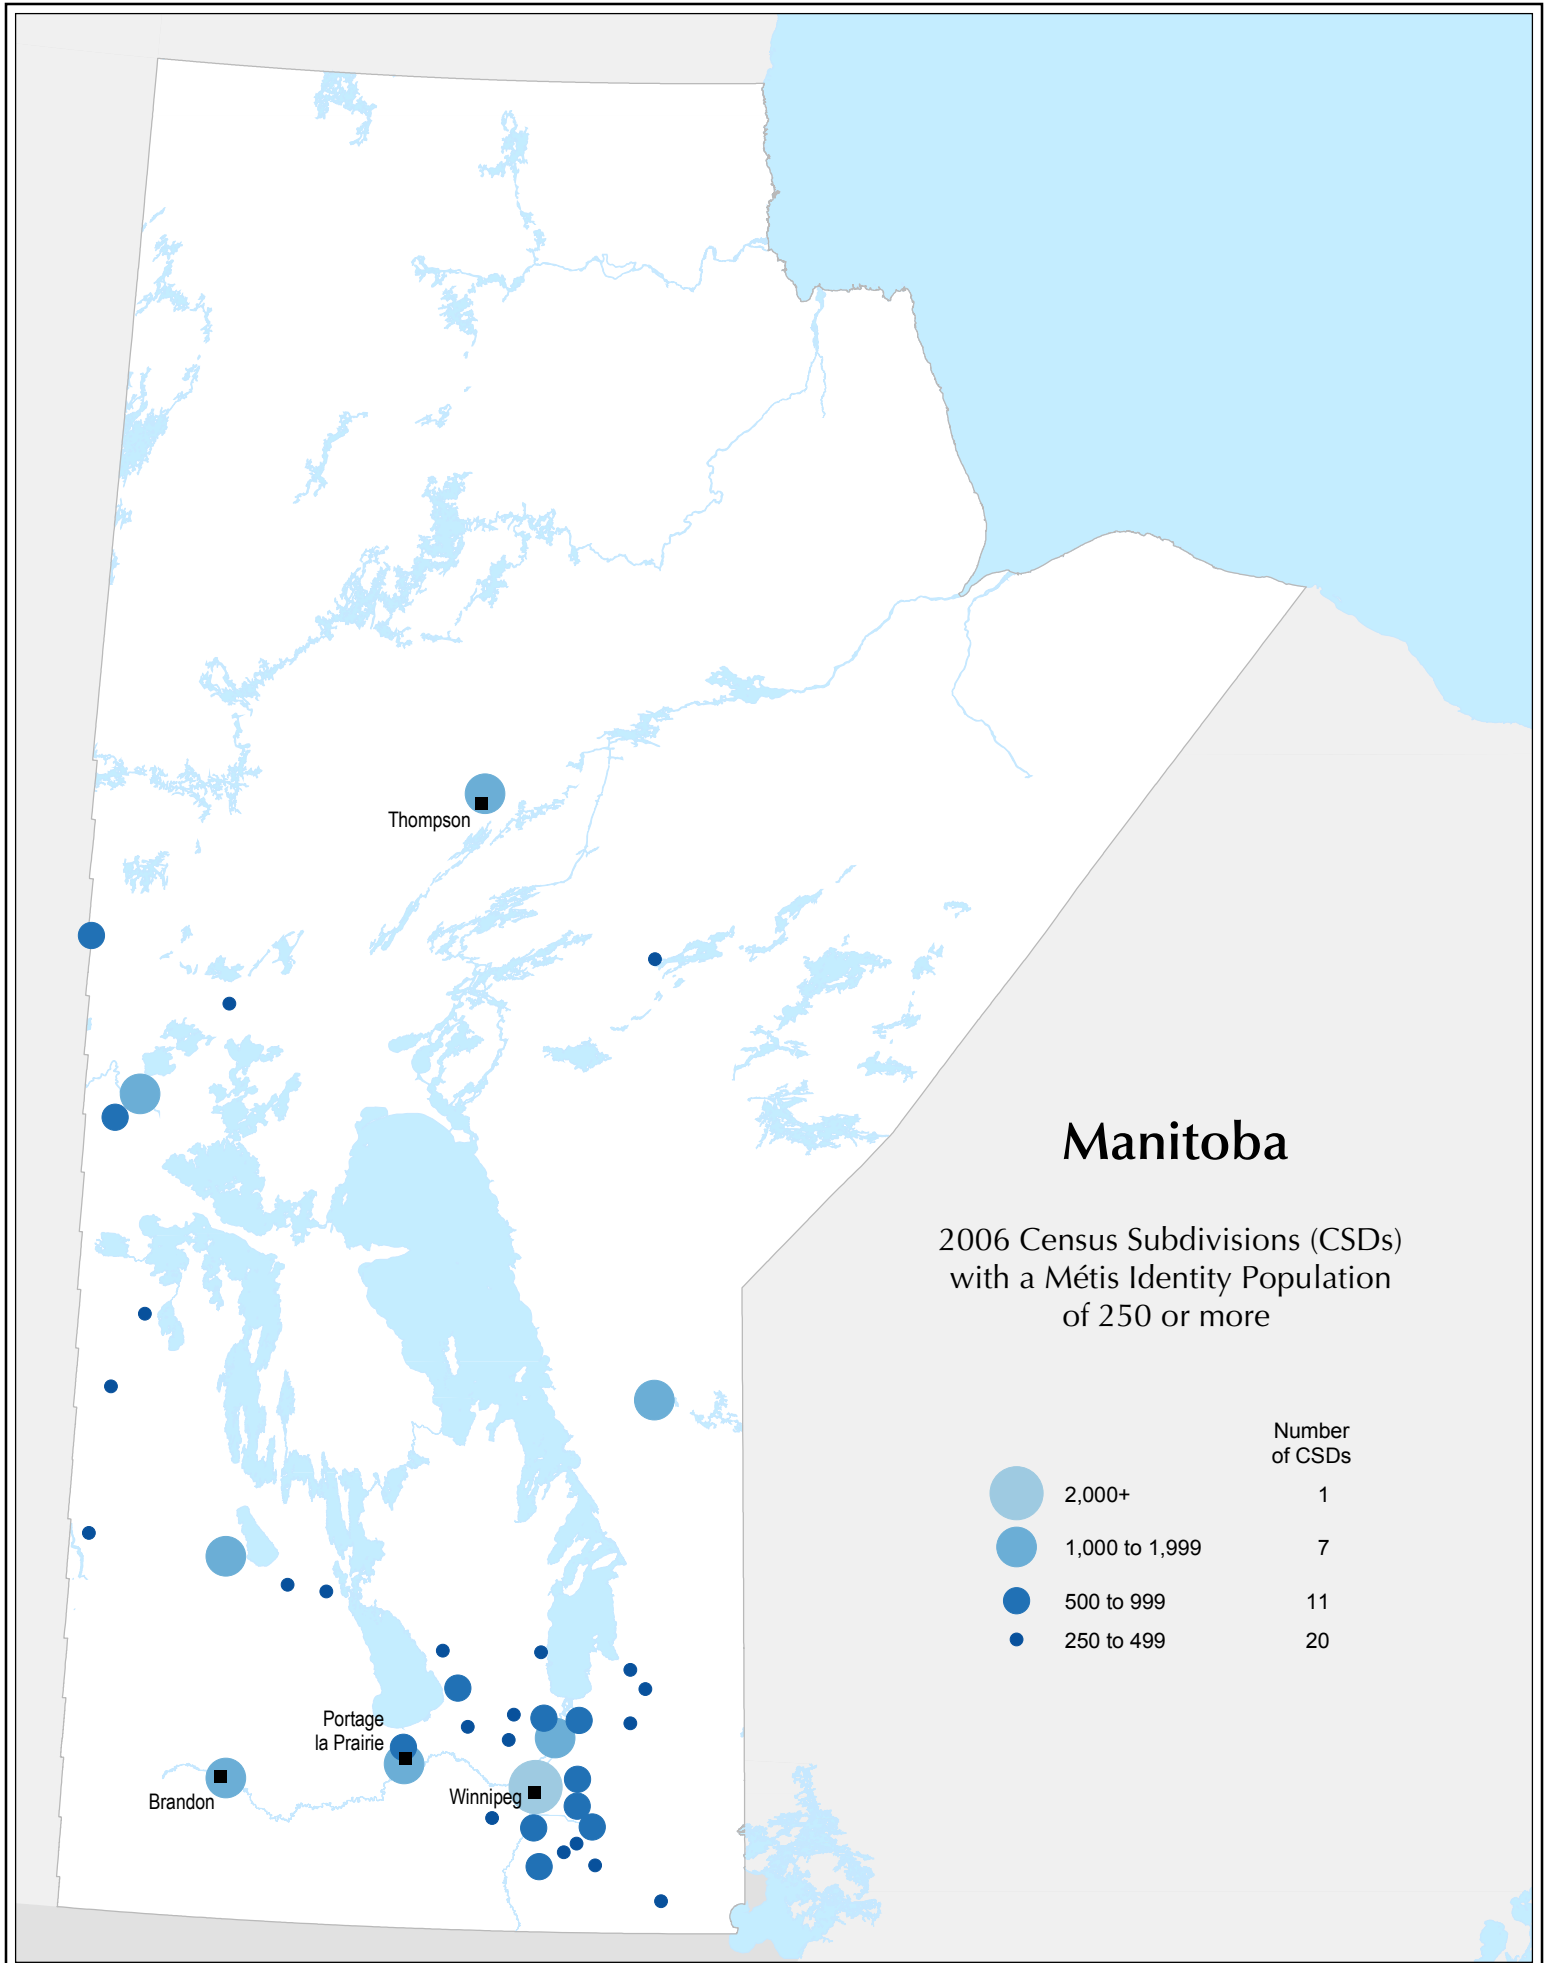 Thompson
Manitoba
2006 Census Subdivisions (CSDs)
with a Métis Identity Population
of 250 or more
Number
of CSDs
2,000+ 1
1,000 to 1,999 7
500 to 999 11
250 to 499 20
Portage
la Prairie
Brandon
Winnipeg